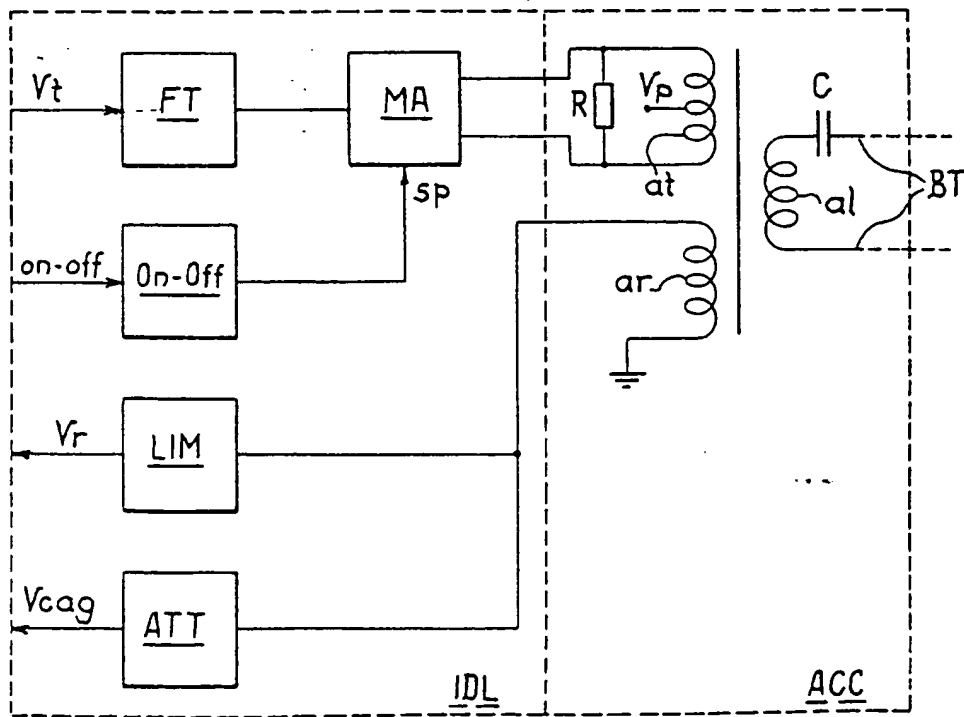 Vt
FT
MA
R
Vp
at
C
al
BT
sp
on-off
On-Off
ar
Vr
LIM
Vcag
ATT
IDL
ACC